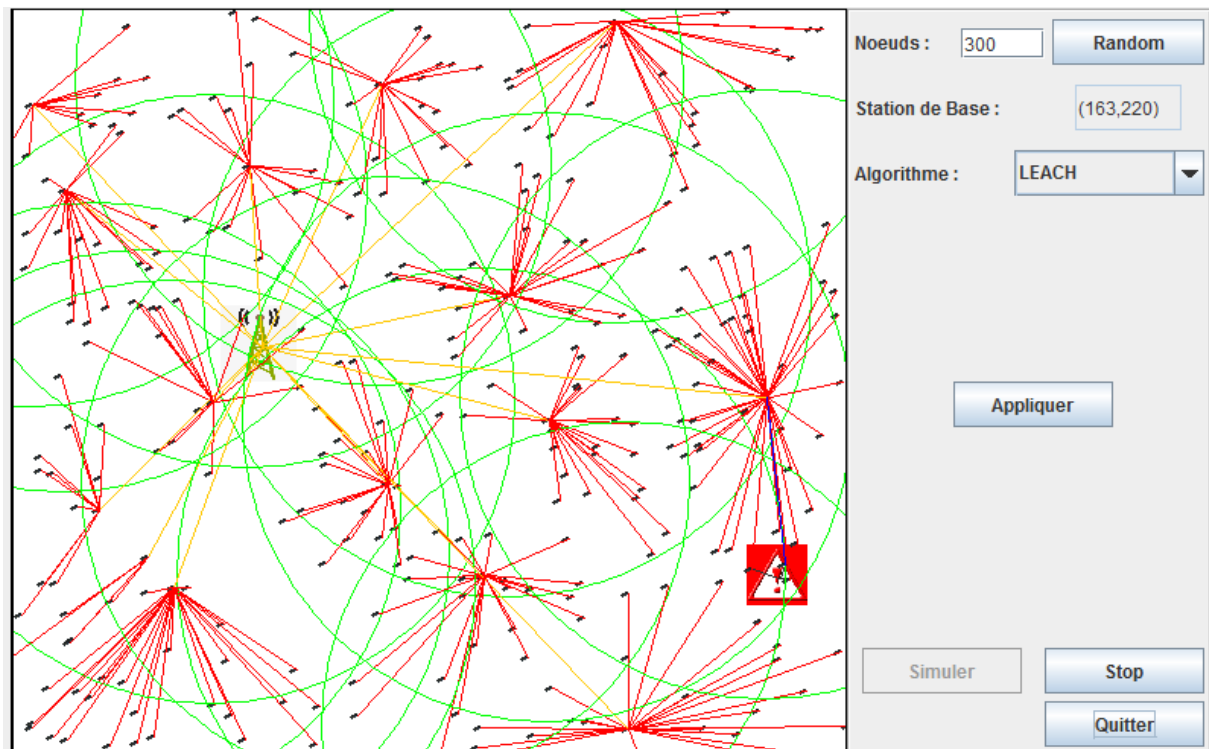 Noeuds :
300
Random
Station de Base :
(163,220)
Algorithme :
LEACH
Appliquer
Simuler
Stop
Quitter